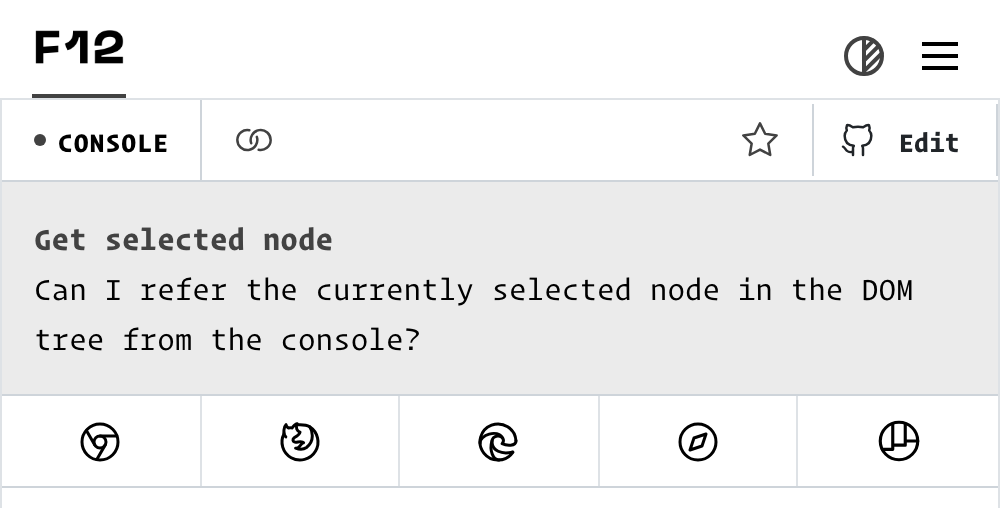 F12
CONSOLE
Edit
Get selected node
Can I refer the currently selected node in the DOM
tree from the console?